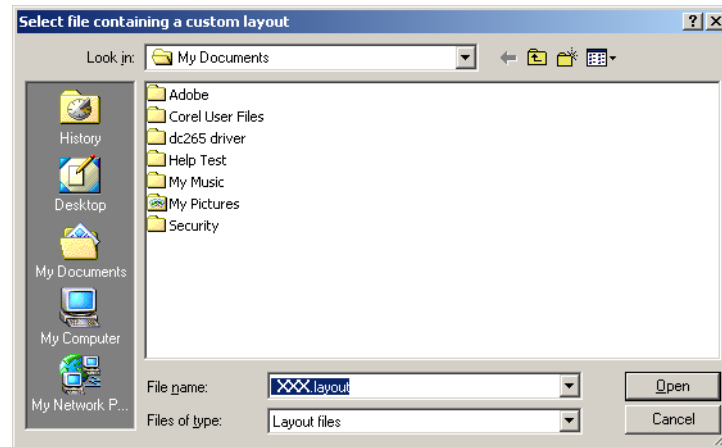 Select file containing a custom layout
Look in: My Documents
History
Desktop
My Documents
My Computer
My Network P...
Adobe
Corel User Files
dc265 driver
Help Test
My Music
My Pictures
Security
File name: XXX.layout Open
Files of type: Layout files Cancel